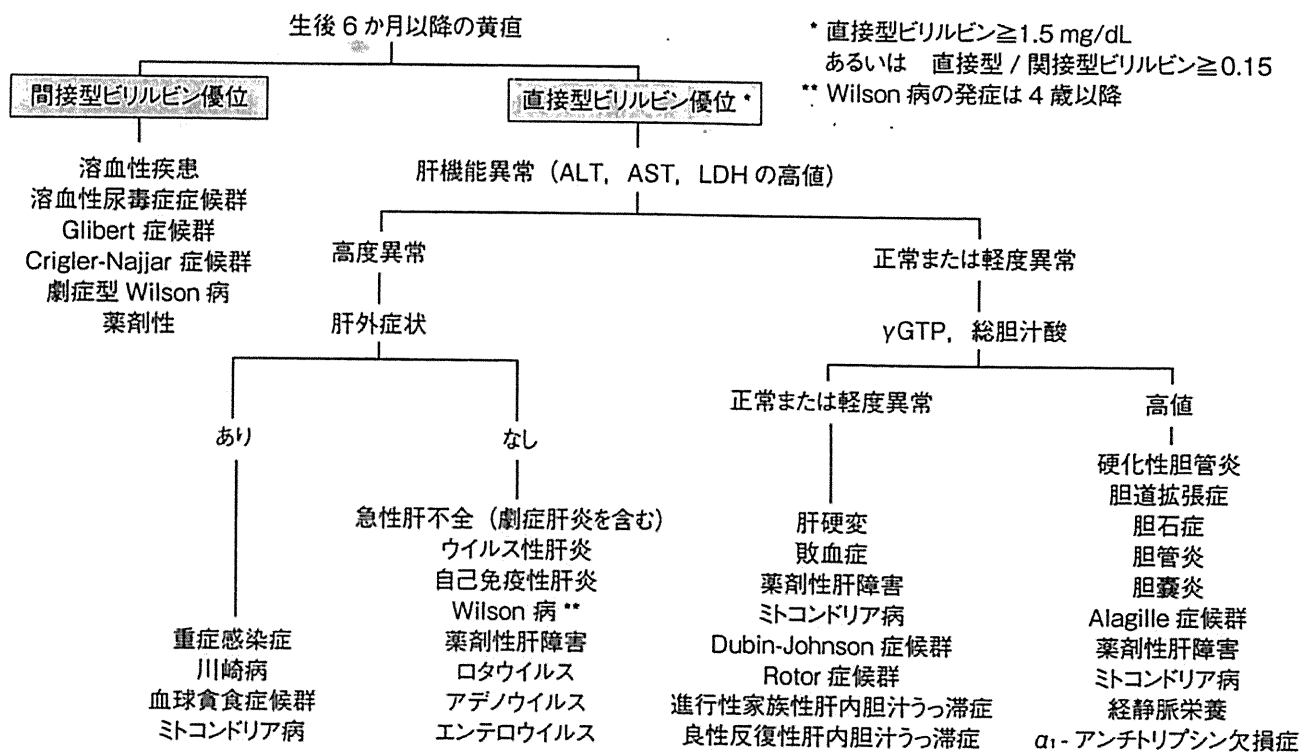 生後6か月以降の黄疸
* 直接型ビリルビン≧1.5 mg/dL
あるいは 直接型 / 関接型ビリルビン≧0.15
** Wilson 病の発症は 4 歳以降
間接型ビリルビン優位
直接型ビリルビン優位 *
溶血性疾患
溶血性尿毒症症候群
Glibert 症候群
Crigler-Najjar 症候群
劇症型 Wilson 病
薬剤性
肝機能異常（ALT，AST，LDH の高値）
高度異常
正常または軽度異常
肝外症状
γGTP，総胆汁酸
あり
なし
正常または軽度異常
高値
重症感染症
川崎病
血球貪食症候群
ミトコンドリア病
急性肝不全（劇症肝炎を含む）
ウイルス性肝炎
自己免疫性肝炎
Wilson 病 **
薬剤性肝障害
ロタウイルス
アデノウイルス
エンテロウイルス
肝硬変
敗血症
薬剤性肝障害
ミトコンドリア病
Dubin-Johnson 症候群
Rotor 症候群
進行性家族性肝内胆汁うっ滞症
良性反復性肝内胆汁うっ滞症
硬化性胆管炎
胆道拡張症
胆石症
胆管炎
胆嚢炎
Alagille 症候群
薬剤性肝障害
ミトコンドリア病
経静脈栄養
α₁-アンチトリプシン欠損症